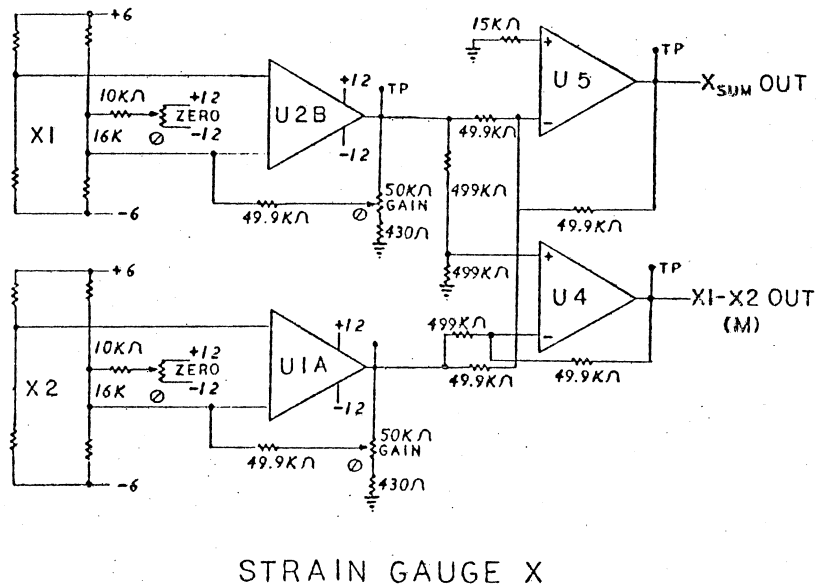 +6
15KΩ
+
TP
10KΩ
+12
ZERO
-12
∅
+12
U2B
-12
TP
U5
X SUM OUT
X1
16K
49.9KΩ
-
50KΩ
GAIN
∅
49.9KΩ
430Ω
499KΩ
49.9KΩ
-6
+6
499KΩ
+
TP
U4
X1-X2 OUT
(M)
10KΩ
+12
ZERO
-12
∅
+12
U1A
-12
499KΩ
-
49.9KΩ
49.9KΩ
X2
16K
50KΩ
GAIN
∅
49.9KΩ
430Ω
-6
STRAIN GAUGE X